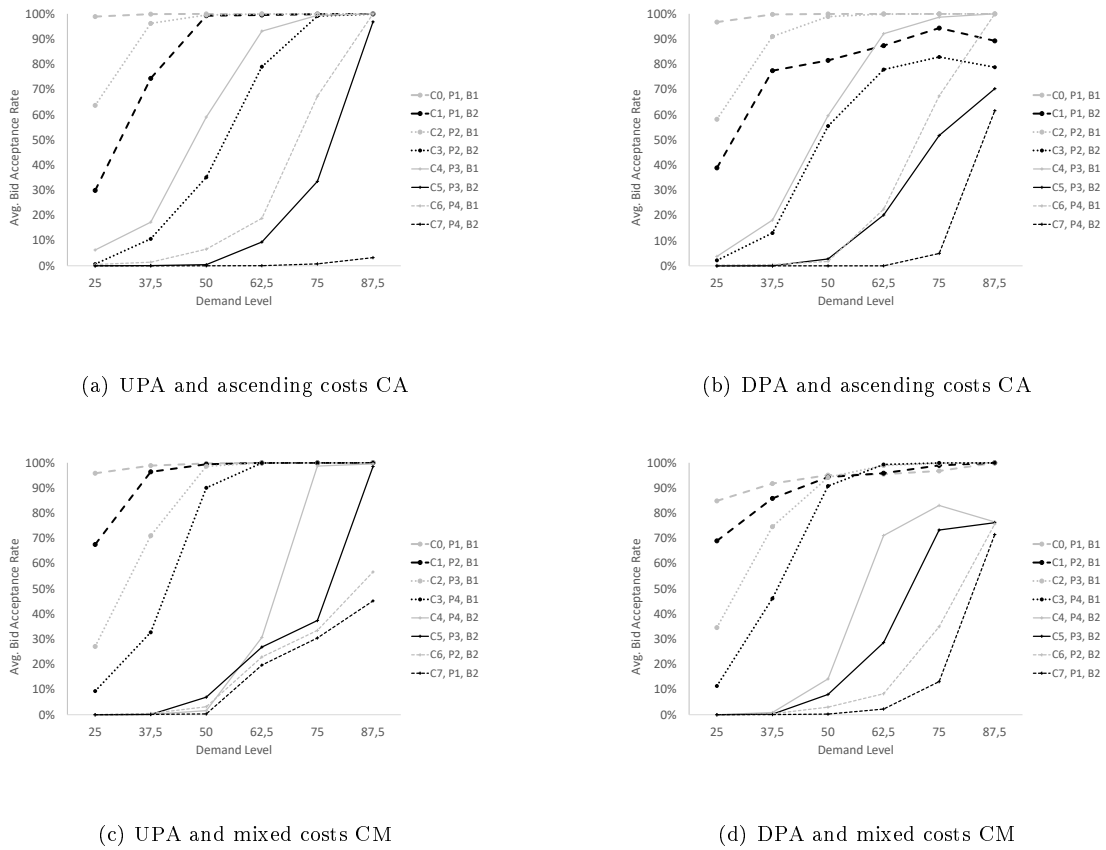 100%
90%
80%
70%
60%
50%
40%
30%
20%
10%
0%
Avg. Bid Acceptance Rate
25 37,5 50 62,5 75 87,5
Demand Level
C0, P1, B1
C1, P1, B2
C2, P2, B1
C3, P2, B2
C4, P3, B1
C5, P3, B2
C6, P4, B1
C7, P4, B2
(a) UPA and ascending costs CA
100%
90%
80%
70%
60%
50%
40%
30%
20%
10%
0%
Avg. Bid Acceptance Rate
25 37,5 50 62,5 75 87,5
Demand Level
C0, P1, B1
C1, P1, B2
C2, P2, B1
C3, P2, B2
C4, P3, B1
C5, P3, B2
C6, P4, B1
C7, P4, B2
(b) DPA and ascending costs CA
100%
90%
80%
70%
60%
50%
40%
30%
20%
10%
0%
Avg. Bid Acceptance Rate
25 37,5 50 62,5 75 87,5
Demand Level
C0, P1, B1
C1, P2, B1
C2, P3, B1
C3, P4, B1
C4, P4, B2
C5, P3, B2
C6, P2, B2
C7, P1, B2
(c) UPA and mixed costs CM
100%
90%
80%
70%
60%
50%
40%
30%
20%
10%
0%
Avg. Bid Acceptance Rate
25 37,5 50 62,5 75 87,5
Demand Level
C0, P1, B1
C1, P2, B1
C2, P3, B1
C3, P4, B1
C4, P4, B2
C5, P3, B2
C6, P2, B2
C7, P1, B2
(d) DPA and mixed costs CM